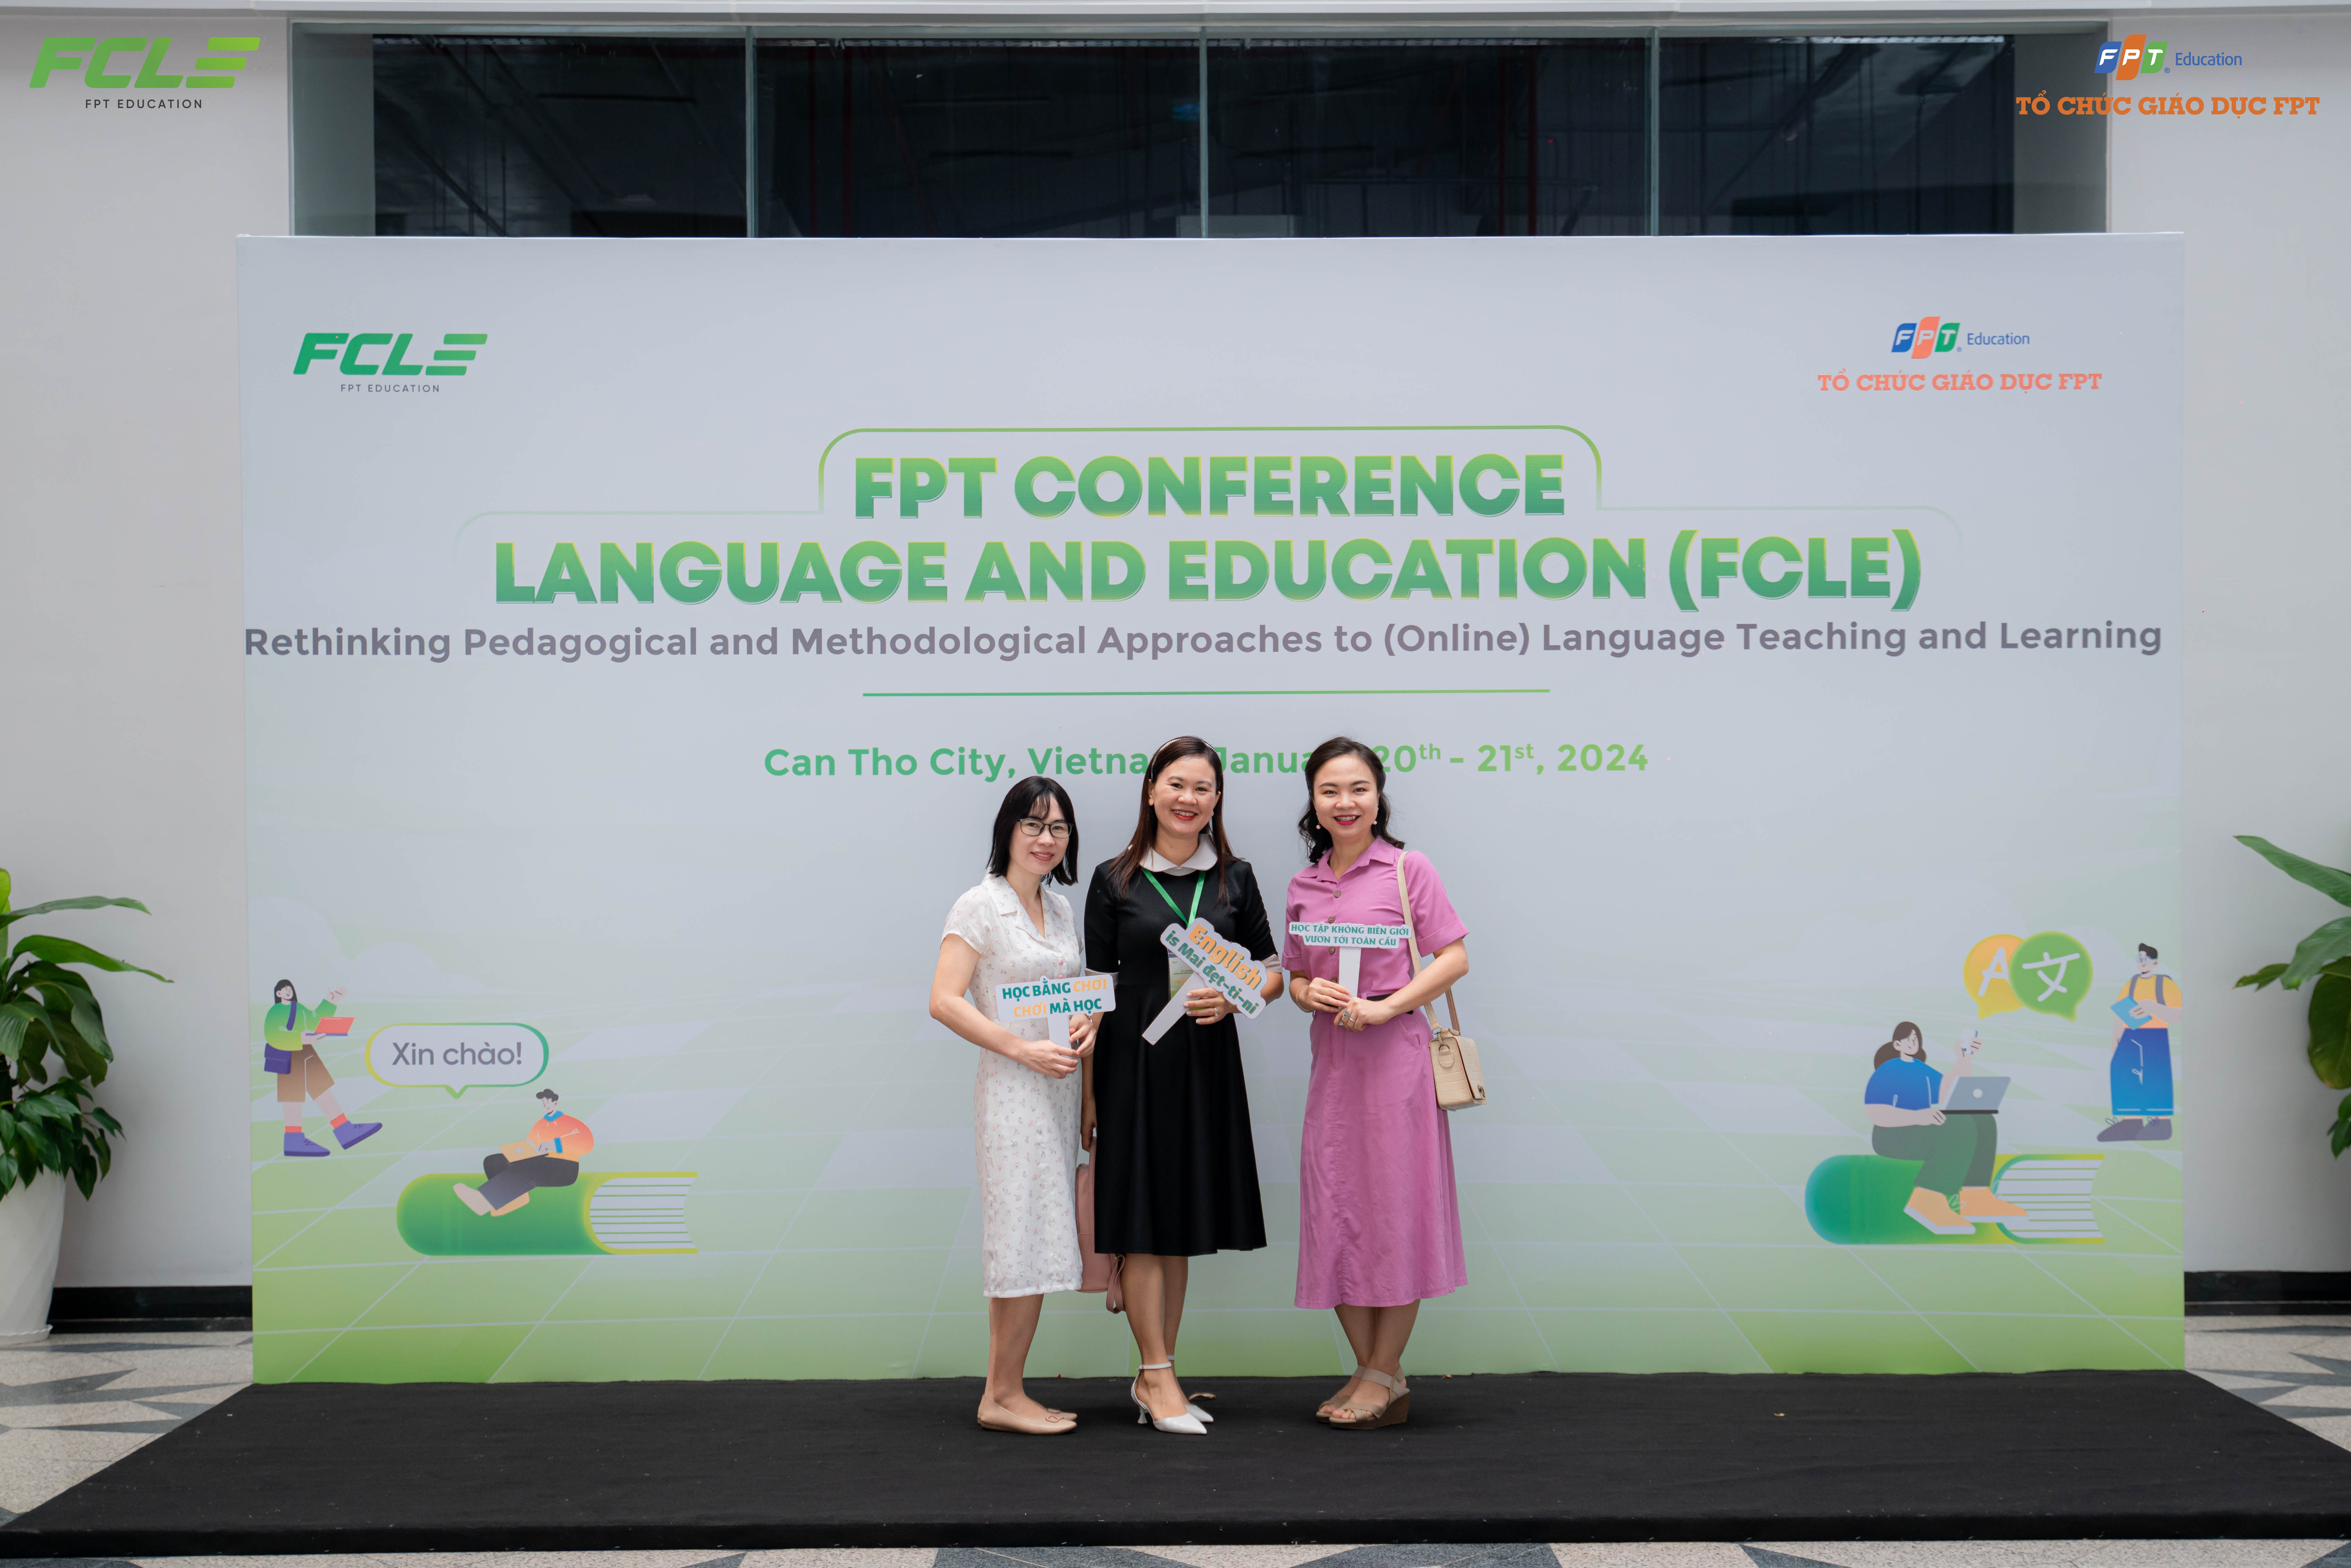 FCLE
FPT EDUCATION
FPT Education
TỔ CHỨC GIÁO DỤC FPT
FCLE
FPT EDUCATION
FPT Education
TỔ CHỨC GIÁO DỤC FPT
FPT CONFERENCE
LANGUAGE AND EDUCATION (FCLE)
Rethinking Pedagogical and Methodological Approaches to (Online) Language Teaching and Learning
Can Tho City, Vietna Janua 20th - 21st, 2024
HỌC BẰNG CHƠI
CHƠI MÀ HỌC
English
is Mai đẹt-ti-ni
HỌC TẬP KHÔNG BIÊN GIỚI
VƯƠN TỚI TOÀN CẦU
Xin chào!
A 文